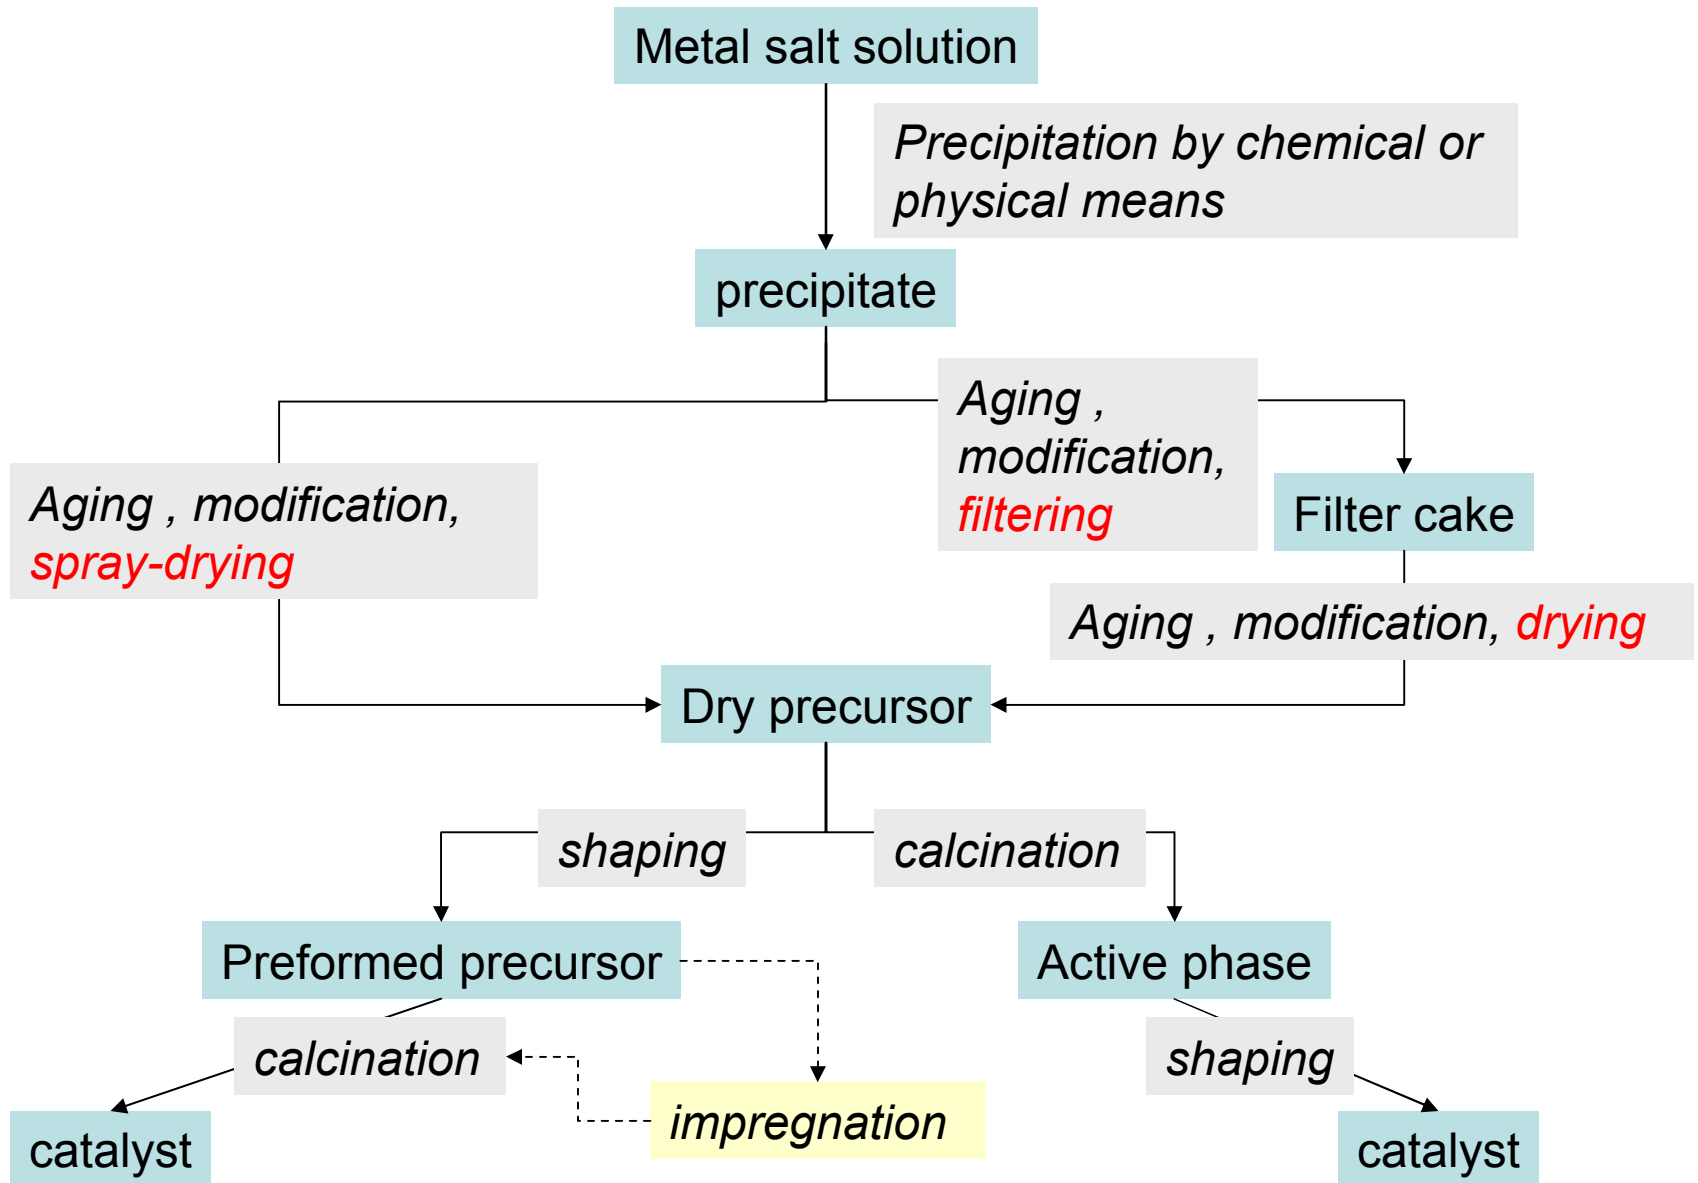 Metal salt solution
Precipitation by chemical or
physical means
precipitate
Aging ,
modification,
filtering
Aging , modification,
spray-drying
Filter cake
Aging , modification, drying
Dry precursor
shaping
calcination
Preformed precursor
Active phase
calcination
shaping
impregnation
catalyst
catalyst